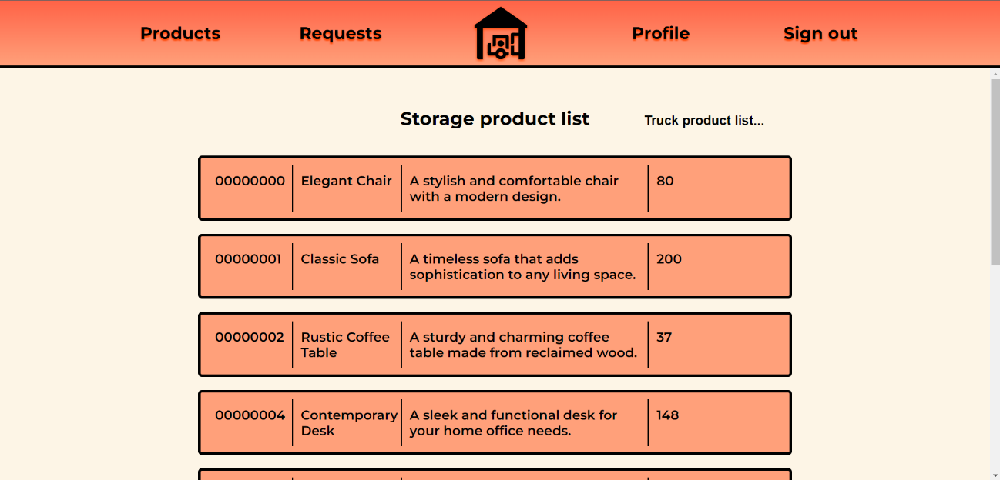 Products Requests Profile Sign out
Storage product list Truck product list...
00000000 Elegant Chair A stylish and comfortable chair 80
with a modern design.
00000001 Classic Sofa A timeless sofa that adds 200
sophistication to any living space.
00000002 Rustic Coffee A sturdy and charming coffee 37
Table table made from reclaimed wood.
00000004 Contemporary A sleek and functional desk for 148
Desk your home office needs.